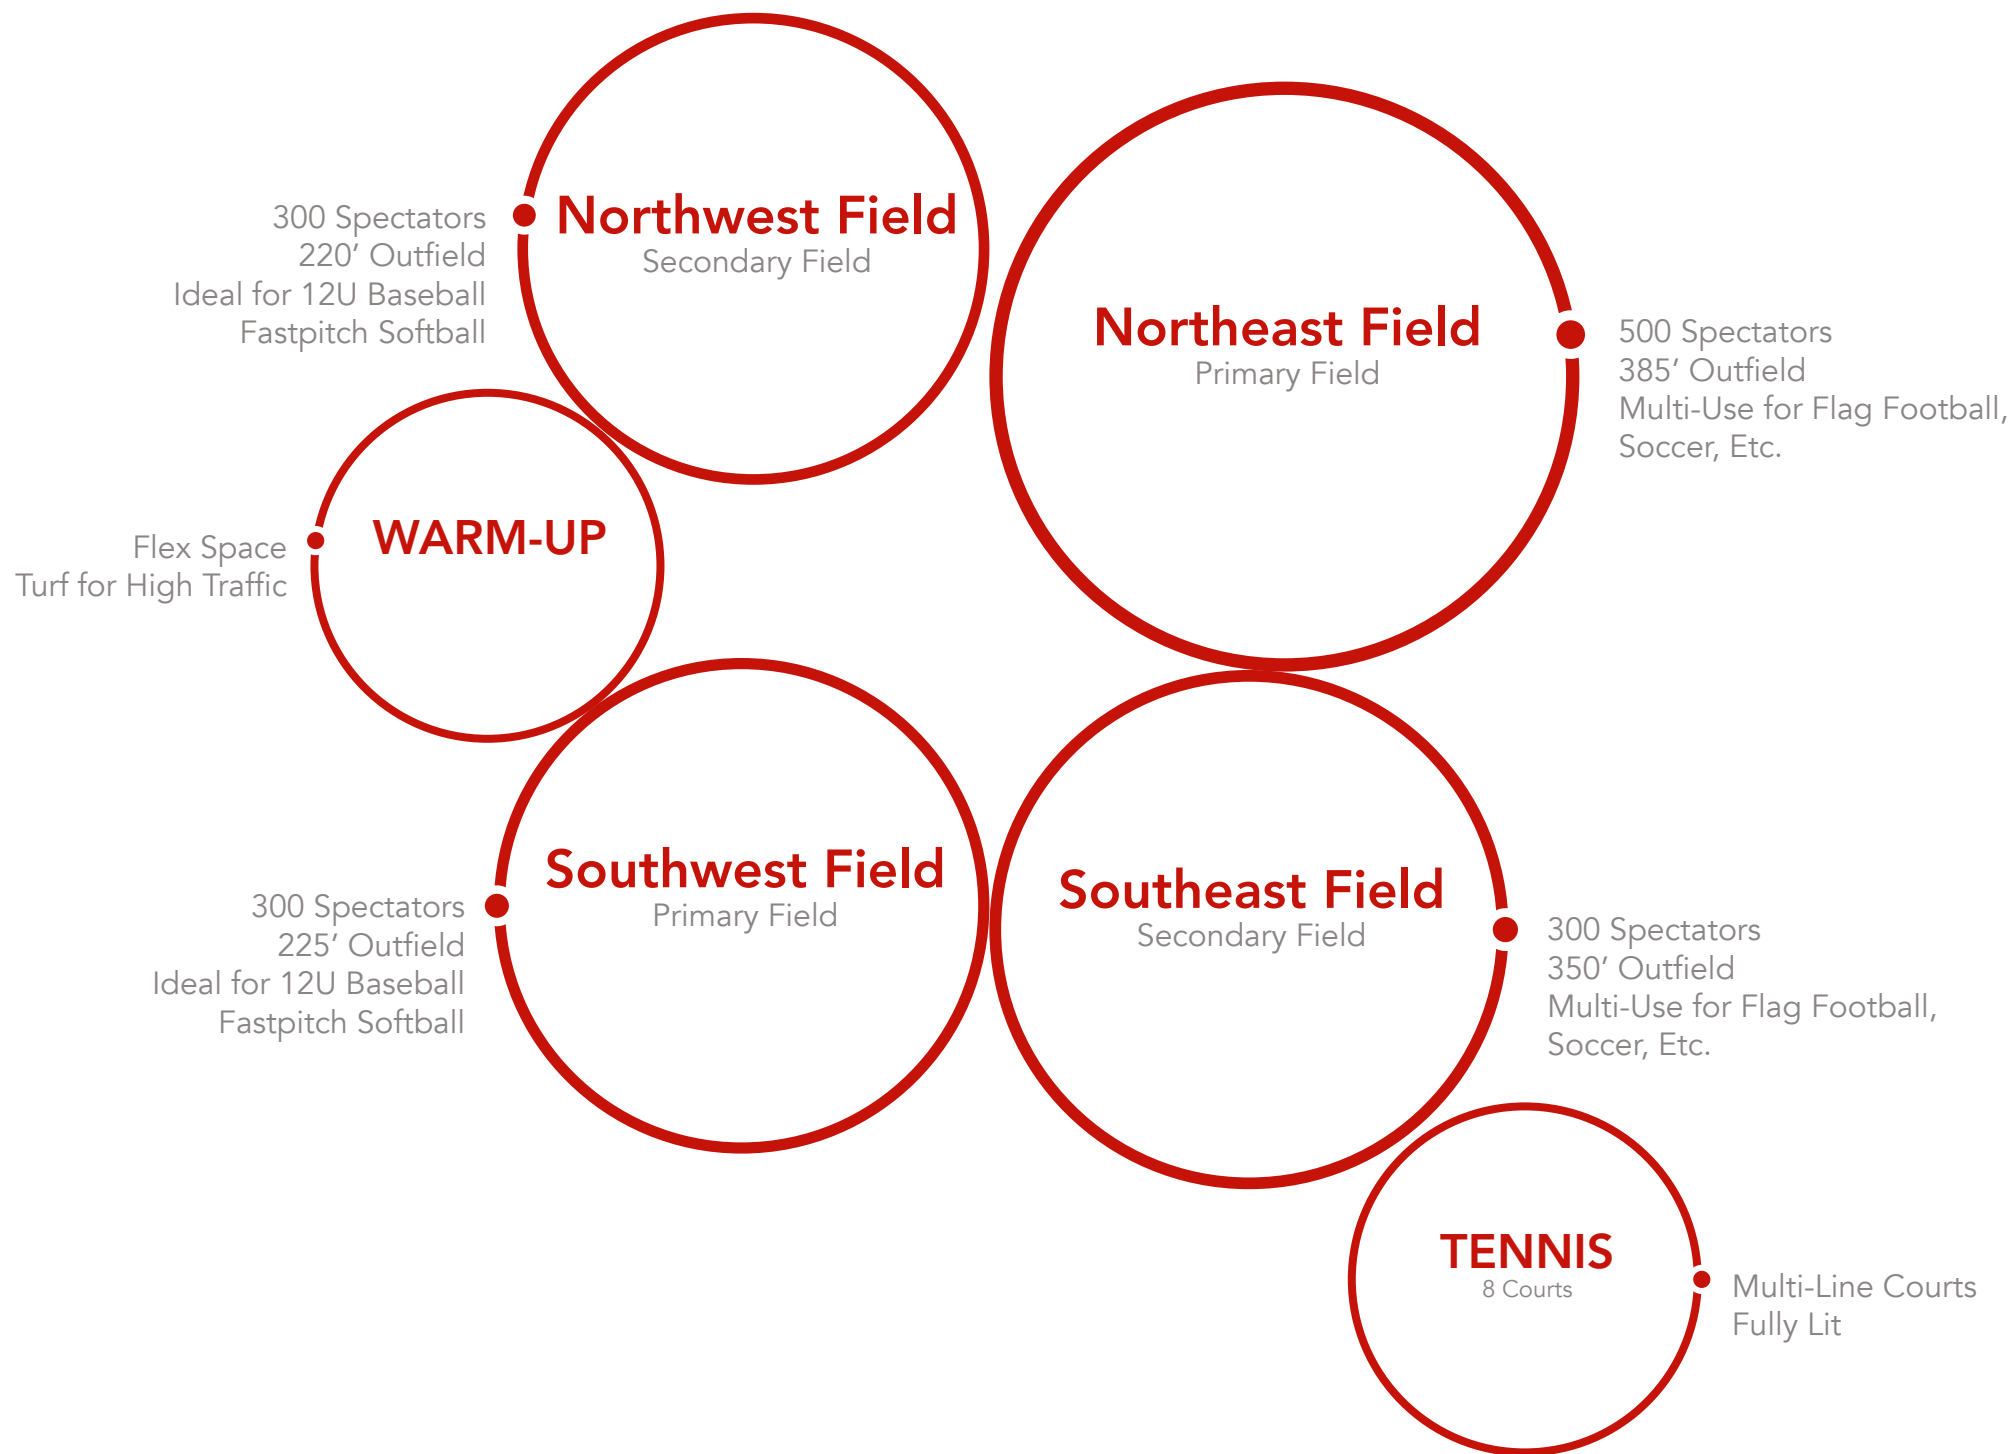 Northwest Field
Secondary Field
300 Spectators
220’ Outfield
Ideal for 12U Baseball
Fastpitch Softball
Northeast Field
Primary Field
500 Spectators
385’ Outfield
Multi-Use for Flag Football,
Soccer, Etc.
WARM-UP
Flex Space
Turf for High Traffic
Southwest Field
Primary Field
300 Spectators
225’ Outfield
Ideal for 12U Baseball
Fastpitch Softball
Southeast Field
Secondary Field
300 Spectators
350’ Outfield
Multi-Use for Flag Football,
Soccer, Etc.
TENNIS
8 Courts
Multi-Line Courts
Fully Lit